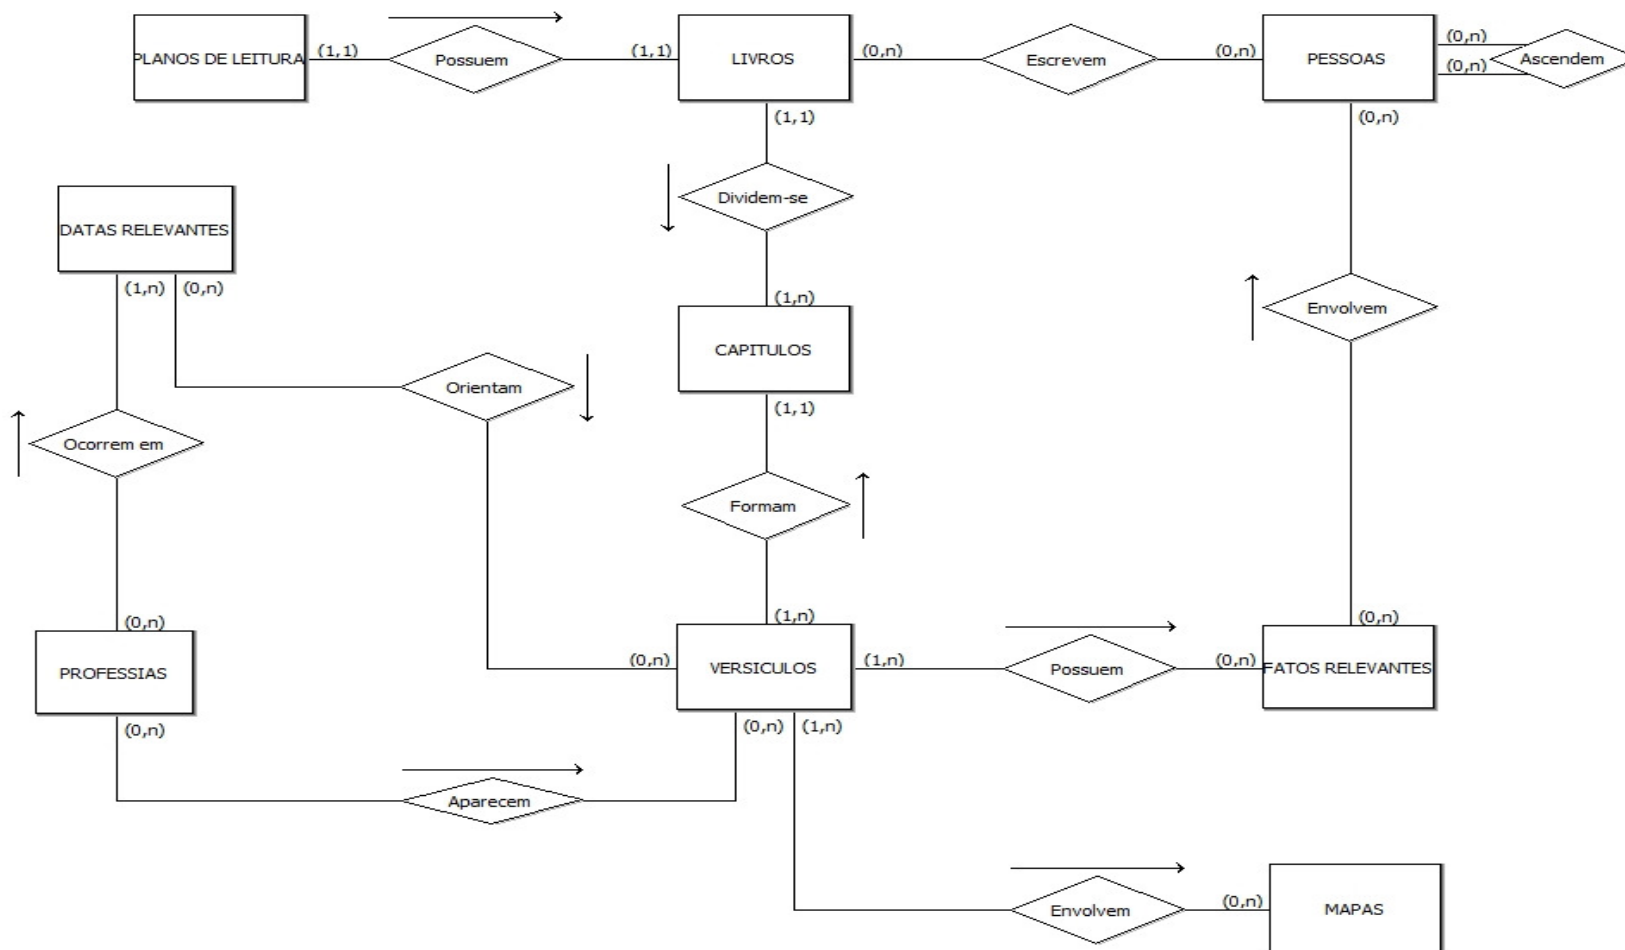 PLANOS DE LEITURA
(1,1)
Possuem
(1,1)
LIVROS
(0,n)
Escrevem
(0,n)
PESSOAS
(0,n)
(0,n)
Ascendem
(1,1)
(0,n)
Dividem-se
DATAS RELEVANTES
(1,n)
(0,n)
(1,n)
Envolvem
CAPITULOS
Orientam
(1,1)
Ocorrem em
Formam
(0,n)
(1,n)
(0,n)
PROFESSIAS
(0,n)
VERSICULOS
(1,n)
Possuem
(0,n)
FATOS RELEVANTES
(0,n)
(0,n)
(1,n)
Aparecem
Envolvem
(0,n)
MAPAS